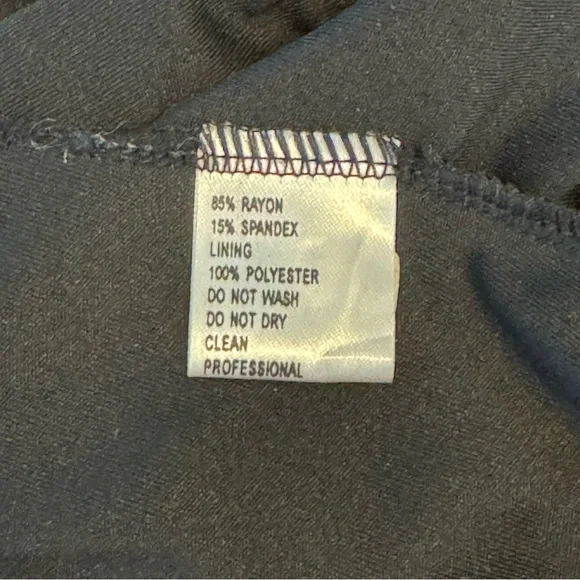 85% RAYON
15% SPANDEX
LINING
100% POLYESTER
DO NOT WASH
DO NOT DRY
CLEAN
PROFESSIONAL